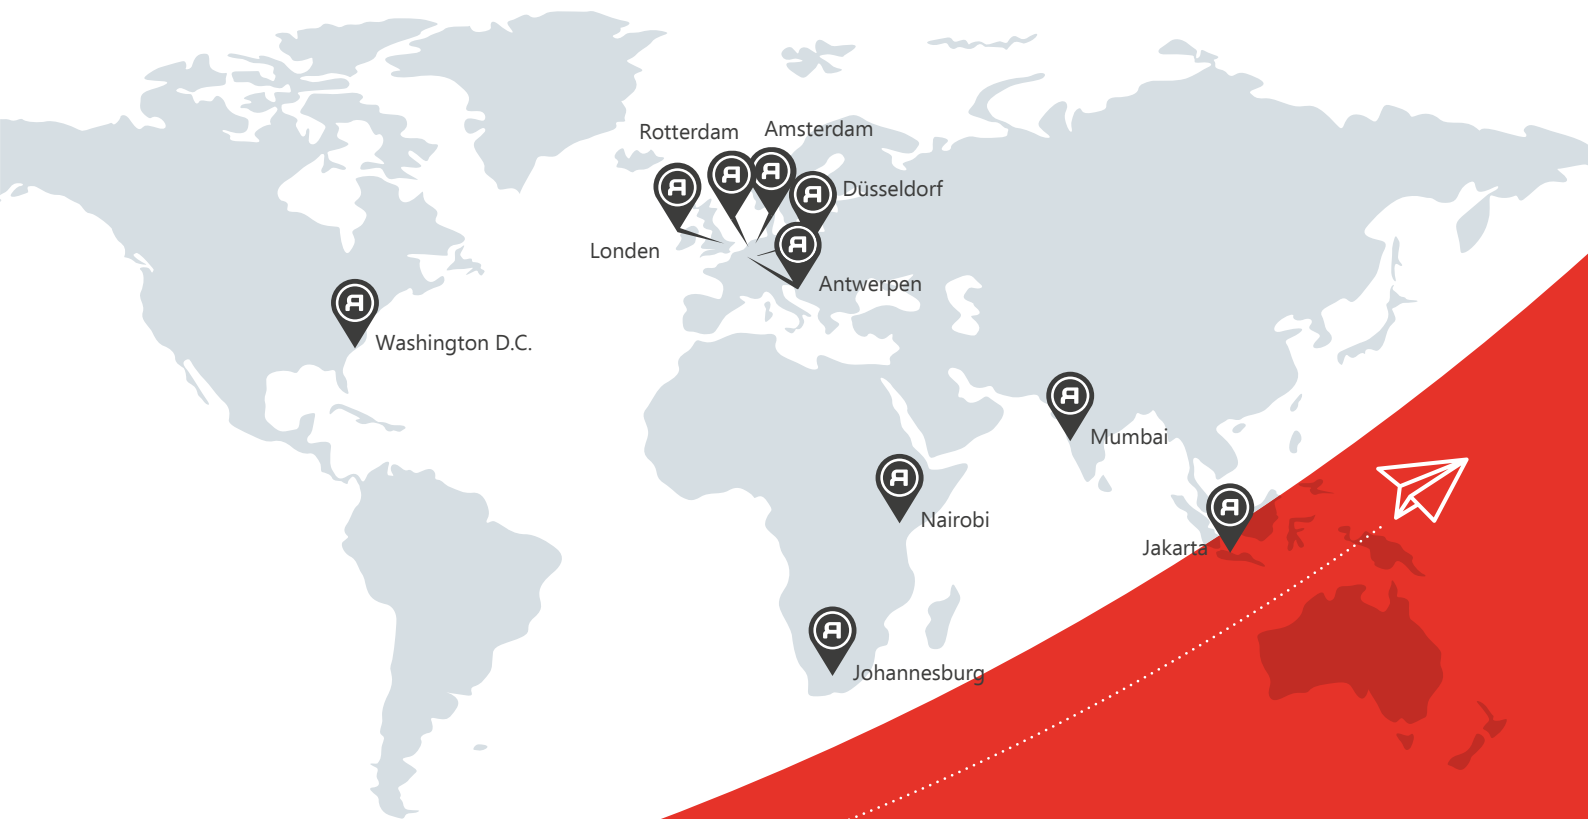 Rotterdam
Amsterdam
Düsseldorf
Londen
Antwerpen
Washington D.C.
Mumbai
Nairobi
Jakarta
Johannesburg